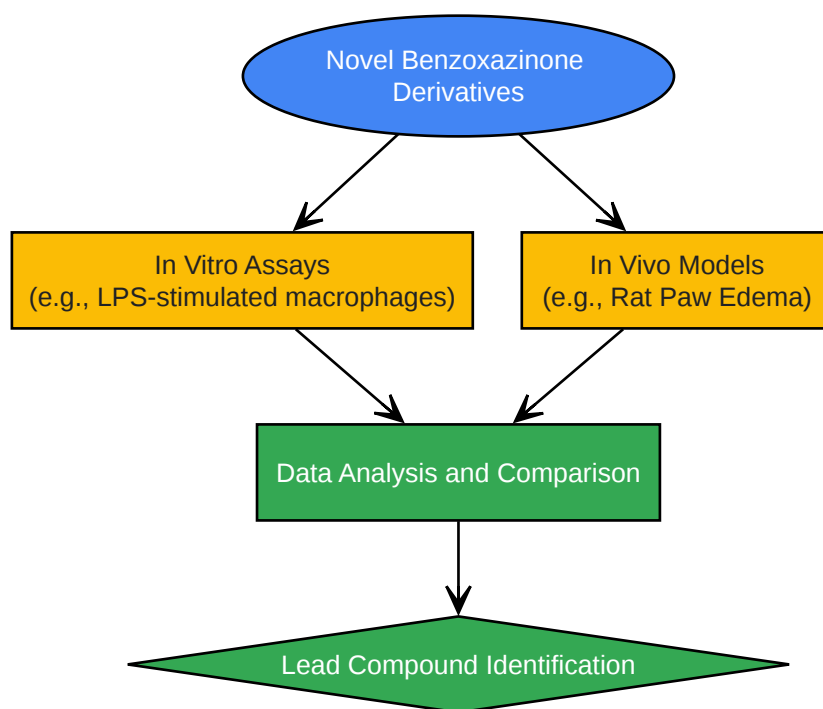 Novel Benzoxazinone
Derivatives
In Vitro Assays
(e.g., LPS-stimulated macrophages)
In Vivo Models
(e.g., Rat Paw Edema)
Data Analysis and Comparison
Lead Compound Identification